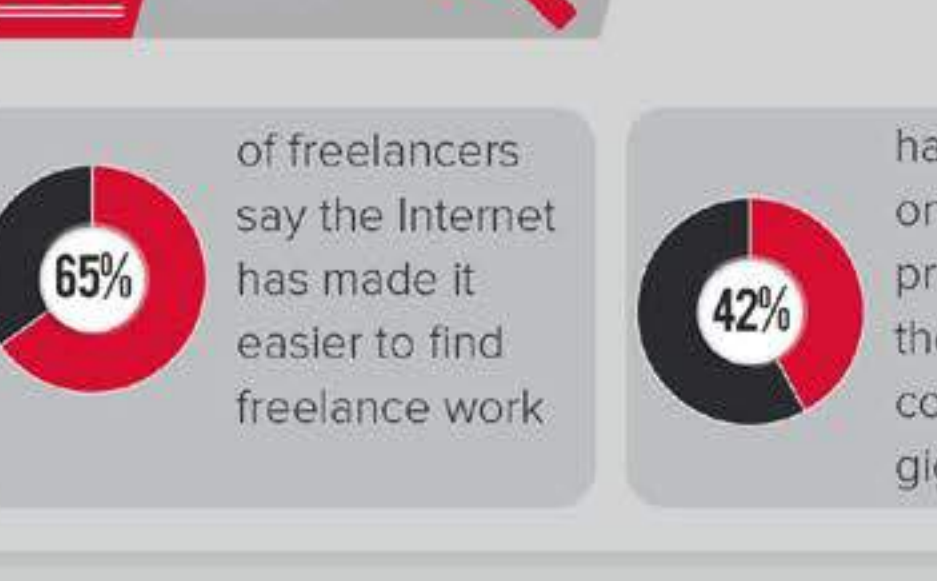 65%
of freelancers
say the Internet
has made it
easier to find
freelance work
42%